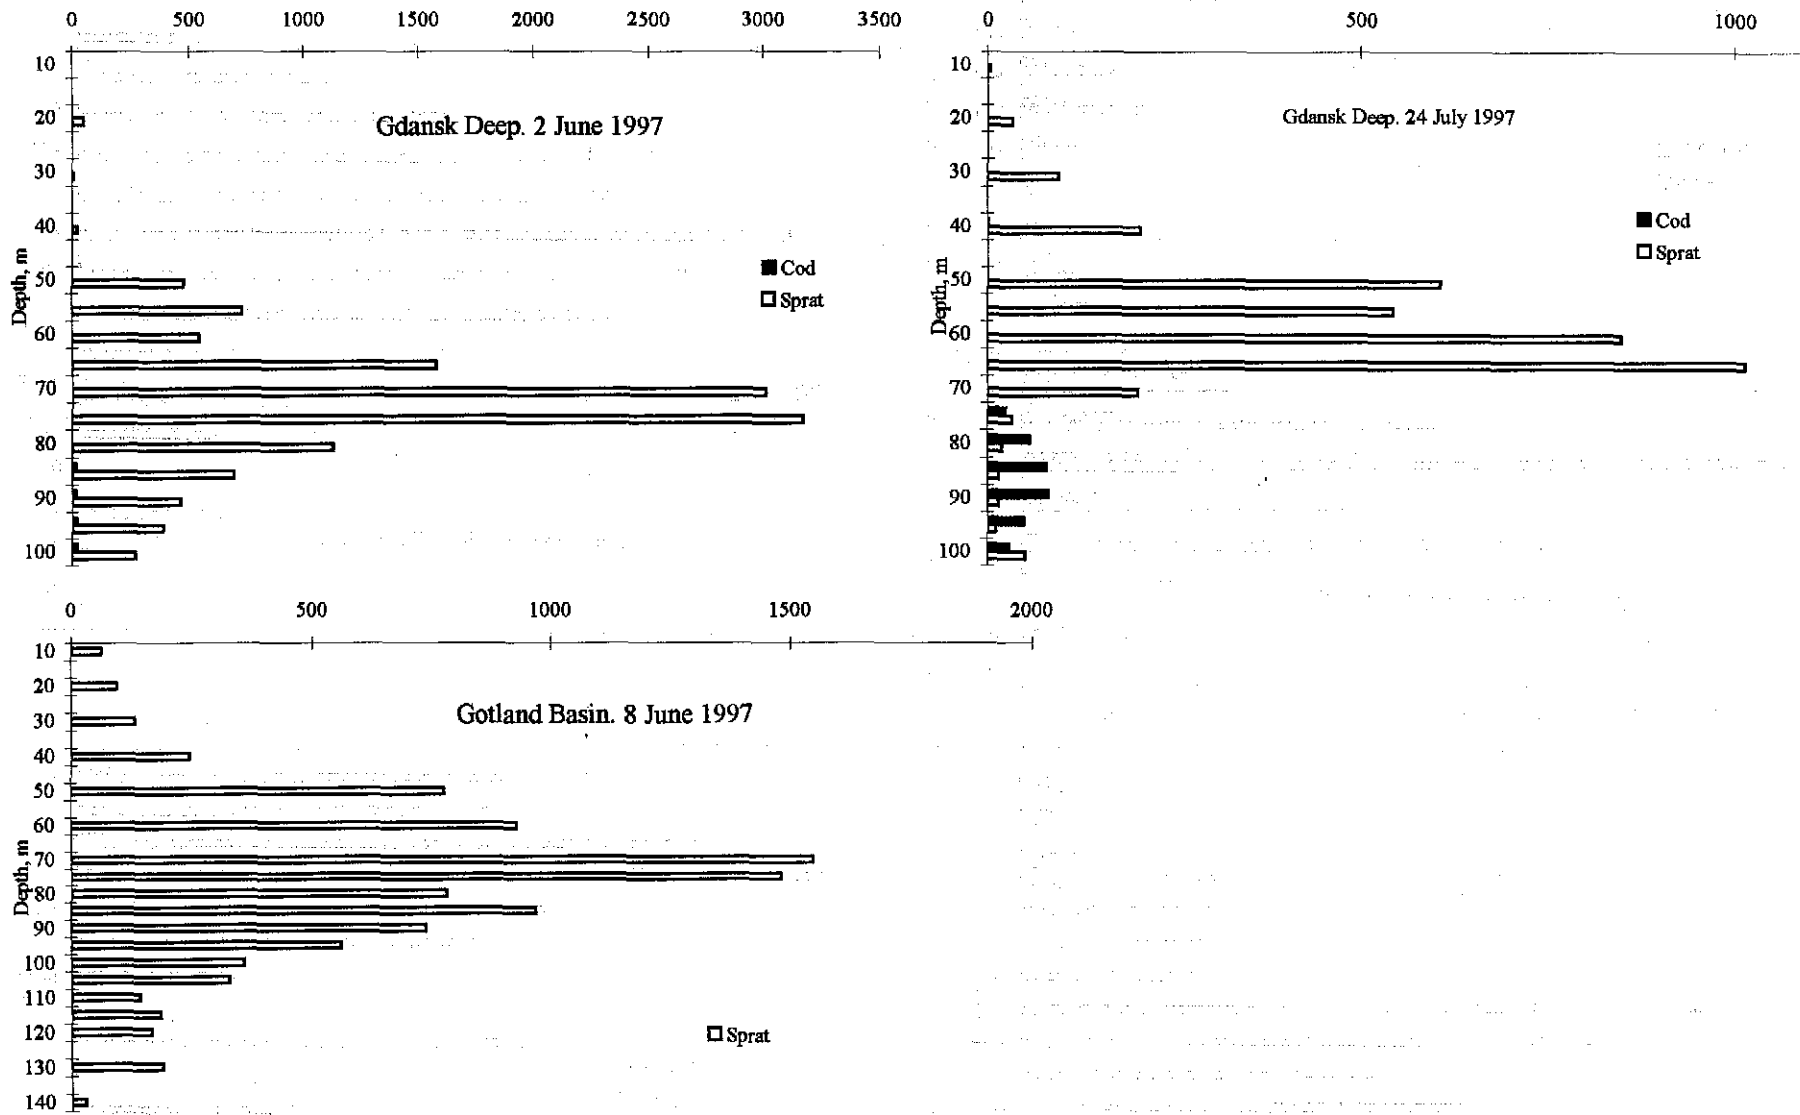 0 500 1000 1500 2000 2500 3000 3500
10
20
Gdansk Deep. 2 June 1997
30
40
50
60
70
80
90
100
Depth, m
Cod
Sprat
0 500 1000
10
20
Gdansk Deep. 24 July 1997
30
40
50
60
70
80
90
100
Depth, m
Cod
Sprat
0 500 1000 1500 2000
10
20
30
Gotland Basin. 8 June 1997
40
50
60
70
80
90
100
110
120
130
140
Depth, m
Sprat